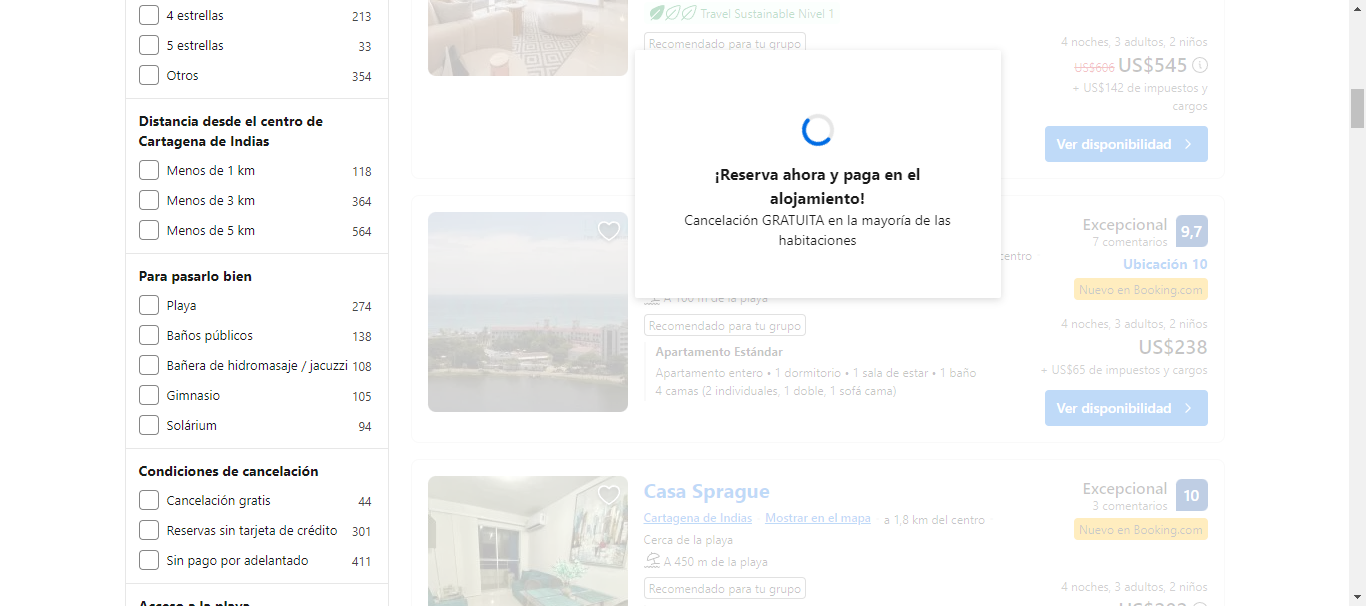 4 estrellas 213
5 estrellas 33
Otros 354
Distancia desde el centro de
Cartagena de Indias
Menos de 1 km 118
Menos de 3 km 364
Menos de 5 km 564
Para pasarlo bien
Playa 274
Baños públicos 138
Bañera de hidromasaje / jacuzzi 108
Gimnasio 105
Solárium 94
Condiciones de cancelación
Cancelación gratis 44
Reservas sin tarjeta de crédito 301
Sin pago por adelantado 411
Acceso a la playa
Travel Sustainable Nivel 1
Recomendado para tu grupo
4 noches, 3 adultos, 2 niños
US$606 US$545
+ US$142 de impuestos y
cargos
Ver disponibilidad
¡Reserva ahora y paga en el
alojamiento!
Cancelación GRATUITA en la mayoría de las
habitaciones
centro
A 100 m de la playa
Recomendado para tu grupo
Apartamento Estándar
Apartamento entero • 1 dormitorio • 1 sala de estar • 1 baño
4 camas (2 individuales, 1 doble, 1 sofá cama)
Excepcional 9,7
7 comentarios
Ubicación 10
Nuevo en Booking.com
4 noches, 3 adultos, 2 niños
US$238
+ US$65 de impuestos y cargos
Ver disponibilidad
Casa Sprague
Cartagena de Indias Mostrar en el mapa a 1,8 km del centro
Cerca de la playa
A 450 m de la playa
Recomendado para tu grupo
Excepcional 10
3 comentarios
Nuevo en Booking.com
4 noches, 3 adultos, 2 niños